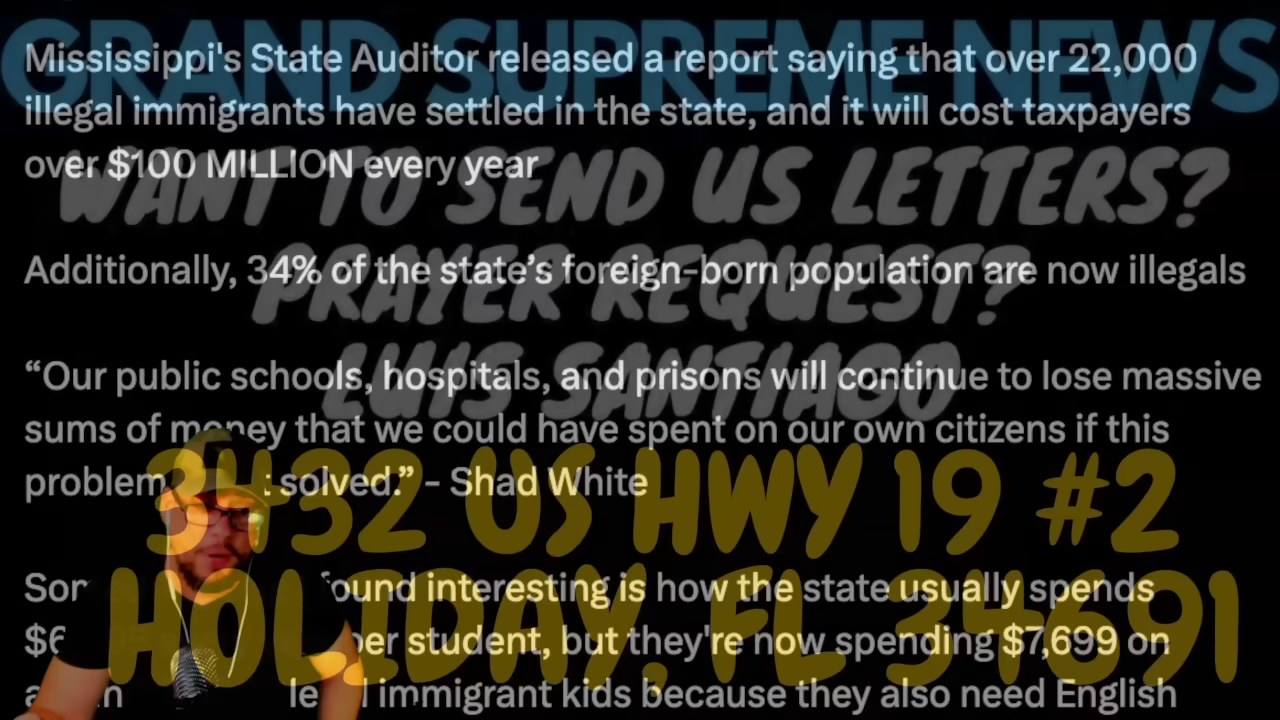 GRAND SUPREME NEWS
Mississippi's State Auditor released a report saying that over 22,000
illegal immigrants have settled in the state, and it will cost taxpayers
over $100 MILLION every year
WANT TO SEND US LETTERS?
Additionally, 34% of the state's foreign-born population are now illegals
PRAYER REQUEST?
LUIS SANTIAGO
“Our public schools, hospitals, and prisons will continue to lose massive
sums of money that we could have spent on our own citizens if this
problem solved.” – Shad White
3432 US HWY 19 #2
HOLIDAY, FL 34691
found interesting is how the state usually spends
per student, but they're now spending $7,699 on
immigrant kids because they also need English